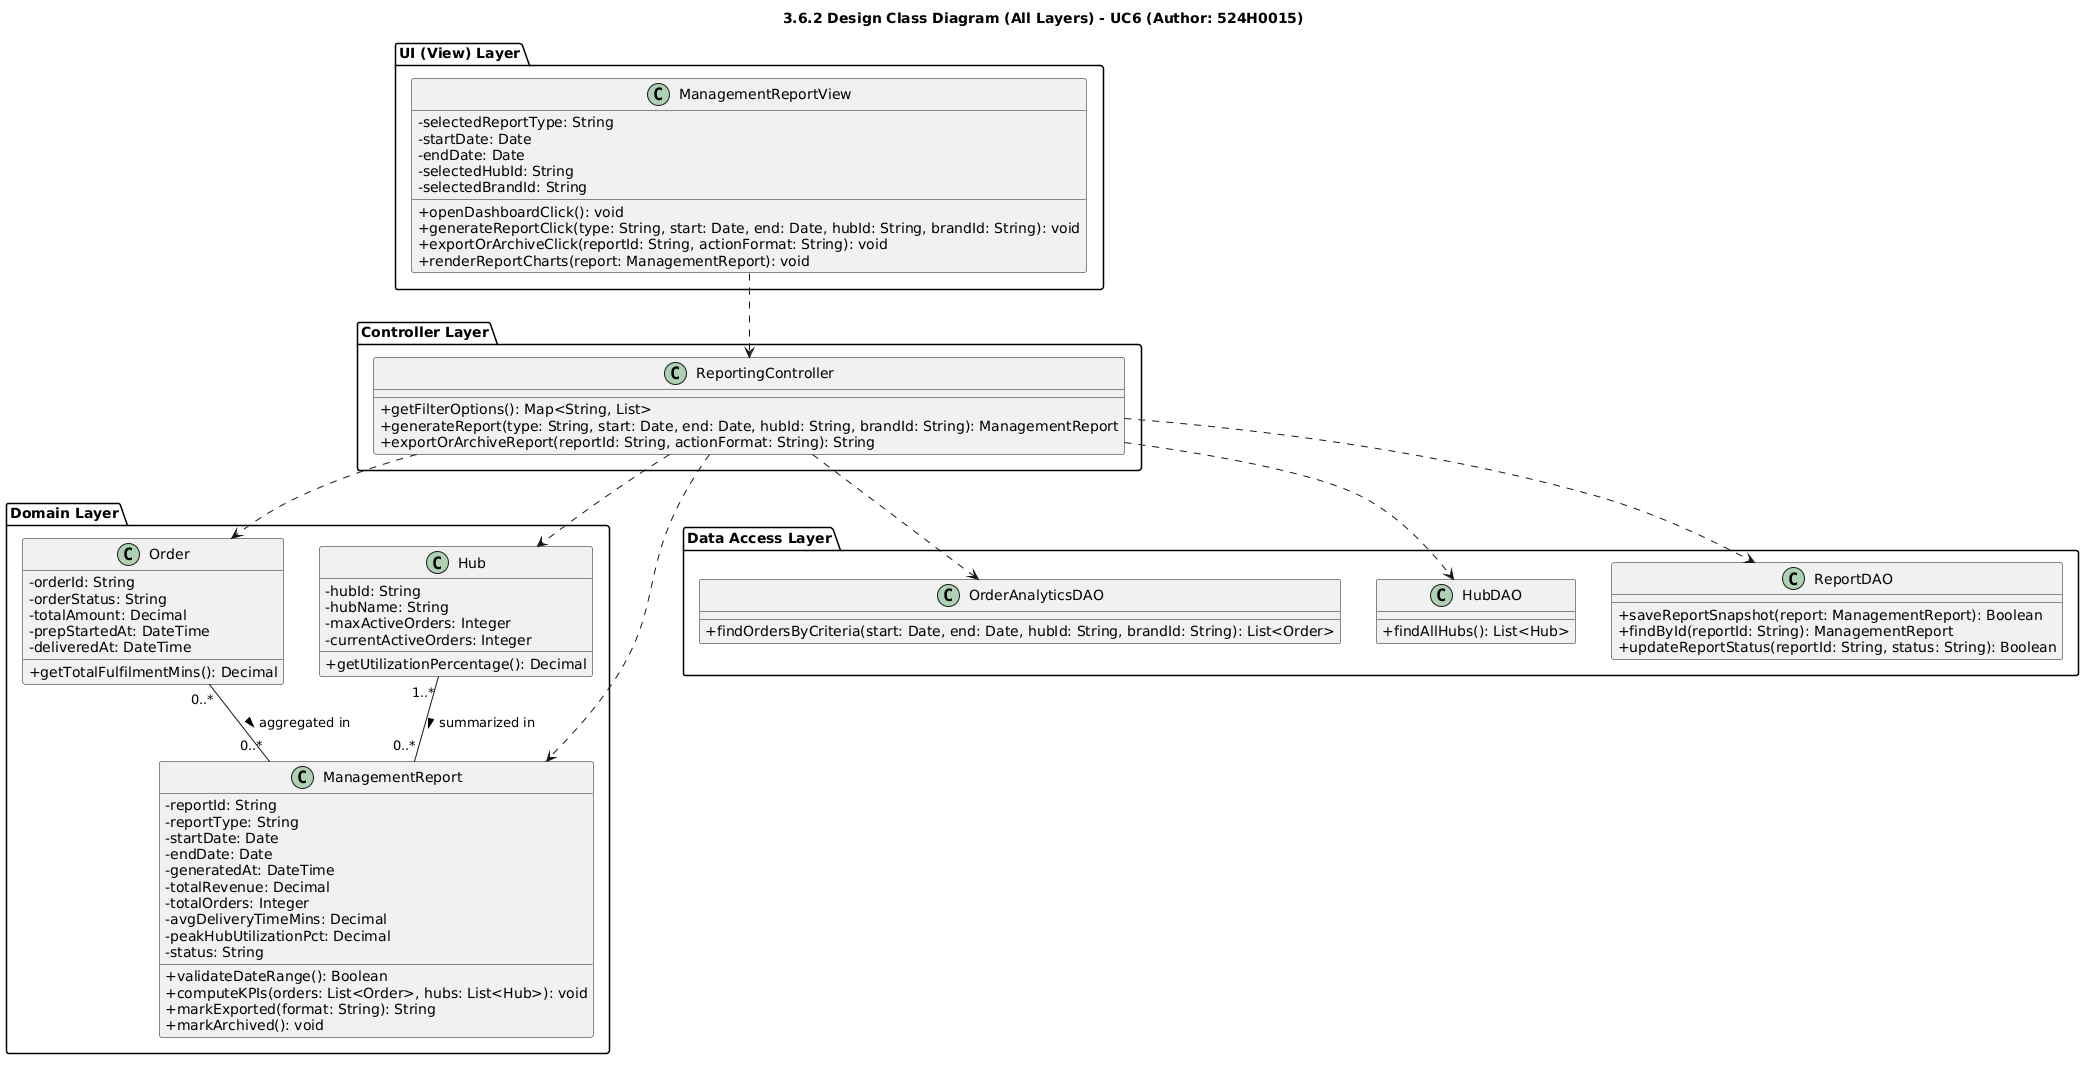 3.6.2 Design Class Diagram (All Layers) - UC6 (Author: 524H0015)
UI (View) Layer
C ManagementReportView
-selectedReportType: String
-startDate: Date
-endDate: Date
-selectedHubId: String
-selectedBrandId: String
+openDashboardClick(): void
+generateReportClick(type: String, start: Date, end: Date, hubId: String, brandId: String): void
+exportOrArchiveClick(reportId: String, actionFormat: String): void
+renderReportCharts(report: ManagementReport): void
Controller Layer
C ReportingController
+getFilterOptions(): Map<String, List>
+generateReport(type: String, start: Date, end: Date, hubId: String, brandId: String): ManagementReport
+exportOrArchiveReport(reportId: String, actionFormat: String): String
Domain Layer
C Order
-orderId: String
-orderStatus: String
-totalAmount: Decimal
-prepStartedAt: DateTime
-deliveredAt: DateTime
+getTotalFulfilmentMins(): Decimal
C Hub
-hubId: String
-hubName: String
-maxActiveOrders: Integer
-currentActiveOrders: Integer
+getUtilizationPercentage(): Decimal
Data Access Layer
C OrderAnalyticsDAO
+findOrdersByCriteria(start: Date, end: Date, hubId: String, brandId: String): List<Order>
C HubDAO
+findAllHubs(): List<Hub>
C ReportDAO
+saveReportSnapshot(report: ManagementReport): Boolean
+findById(reportId: String): ManagementReport
+updateReportStatus(reportId: String, status: String): Boolean
0..*
aggregated in
0..*
1..*
summarized in
0..*
C ManagementReport
-reportId: String
-reportType: String
-startDate: Date
-endDate: Date
-generatedAt: DateTime
-totalRevenue: Decimal
-totalOrders: Integer
-avgDeliveryTimeMins: Decimal
-peakHubUtilizationPct: Decimal
-status: String
+validateDateRange(): Boolean
+computeKPIs(orders: List<Order>, hubs: List<Hub>): void
+markExported(format: String): String
+markArchived(): void